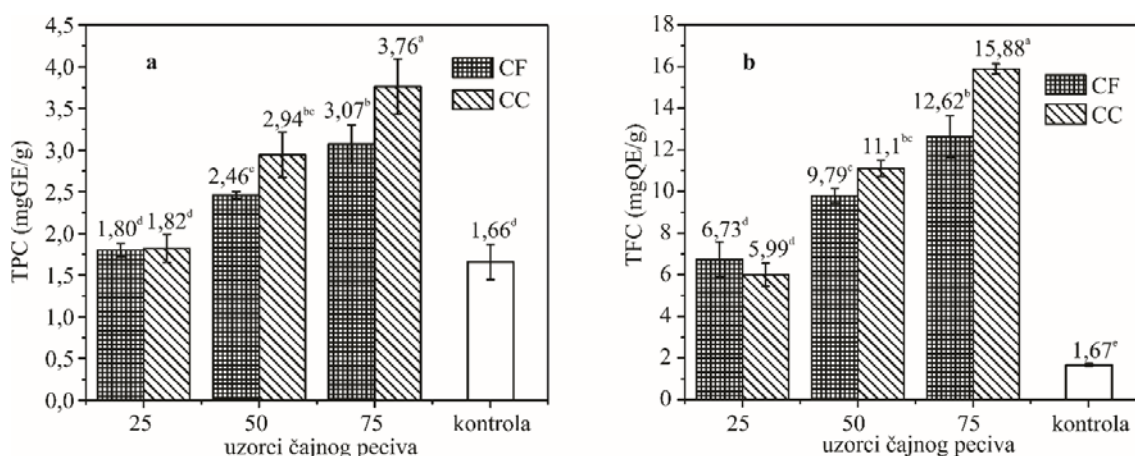 a
CF
CC
TPC (mgGE/g)
4,5
4,0
3,5
3,0
2,5
2,0
1,5
1,0
0,5
0,0
1,80ᵈ
1,82ᵈ
2,46ᶜ
2,94ᵇᶜ
3,07ᵇ
3,76ᵃ
1,66ᵈ
25
50
75
kontrola
uzorci čajnog peciva
b
CF
CC
TFC (mgQE/g)
18
16
14
12
10
8
6
4
2
0
6,73ᵈ
5,99ᵈ
9,79ᶜ
11,1ᵇᶜ
12,62ᵇ
15,88ᵃ
1,67ᵉ
25
50
75
kontrola
uzorci čajnog peciva